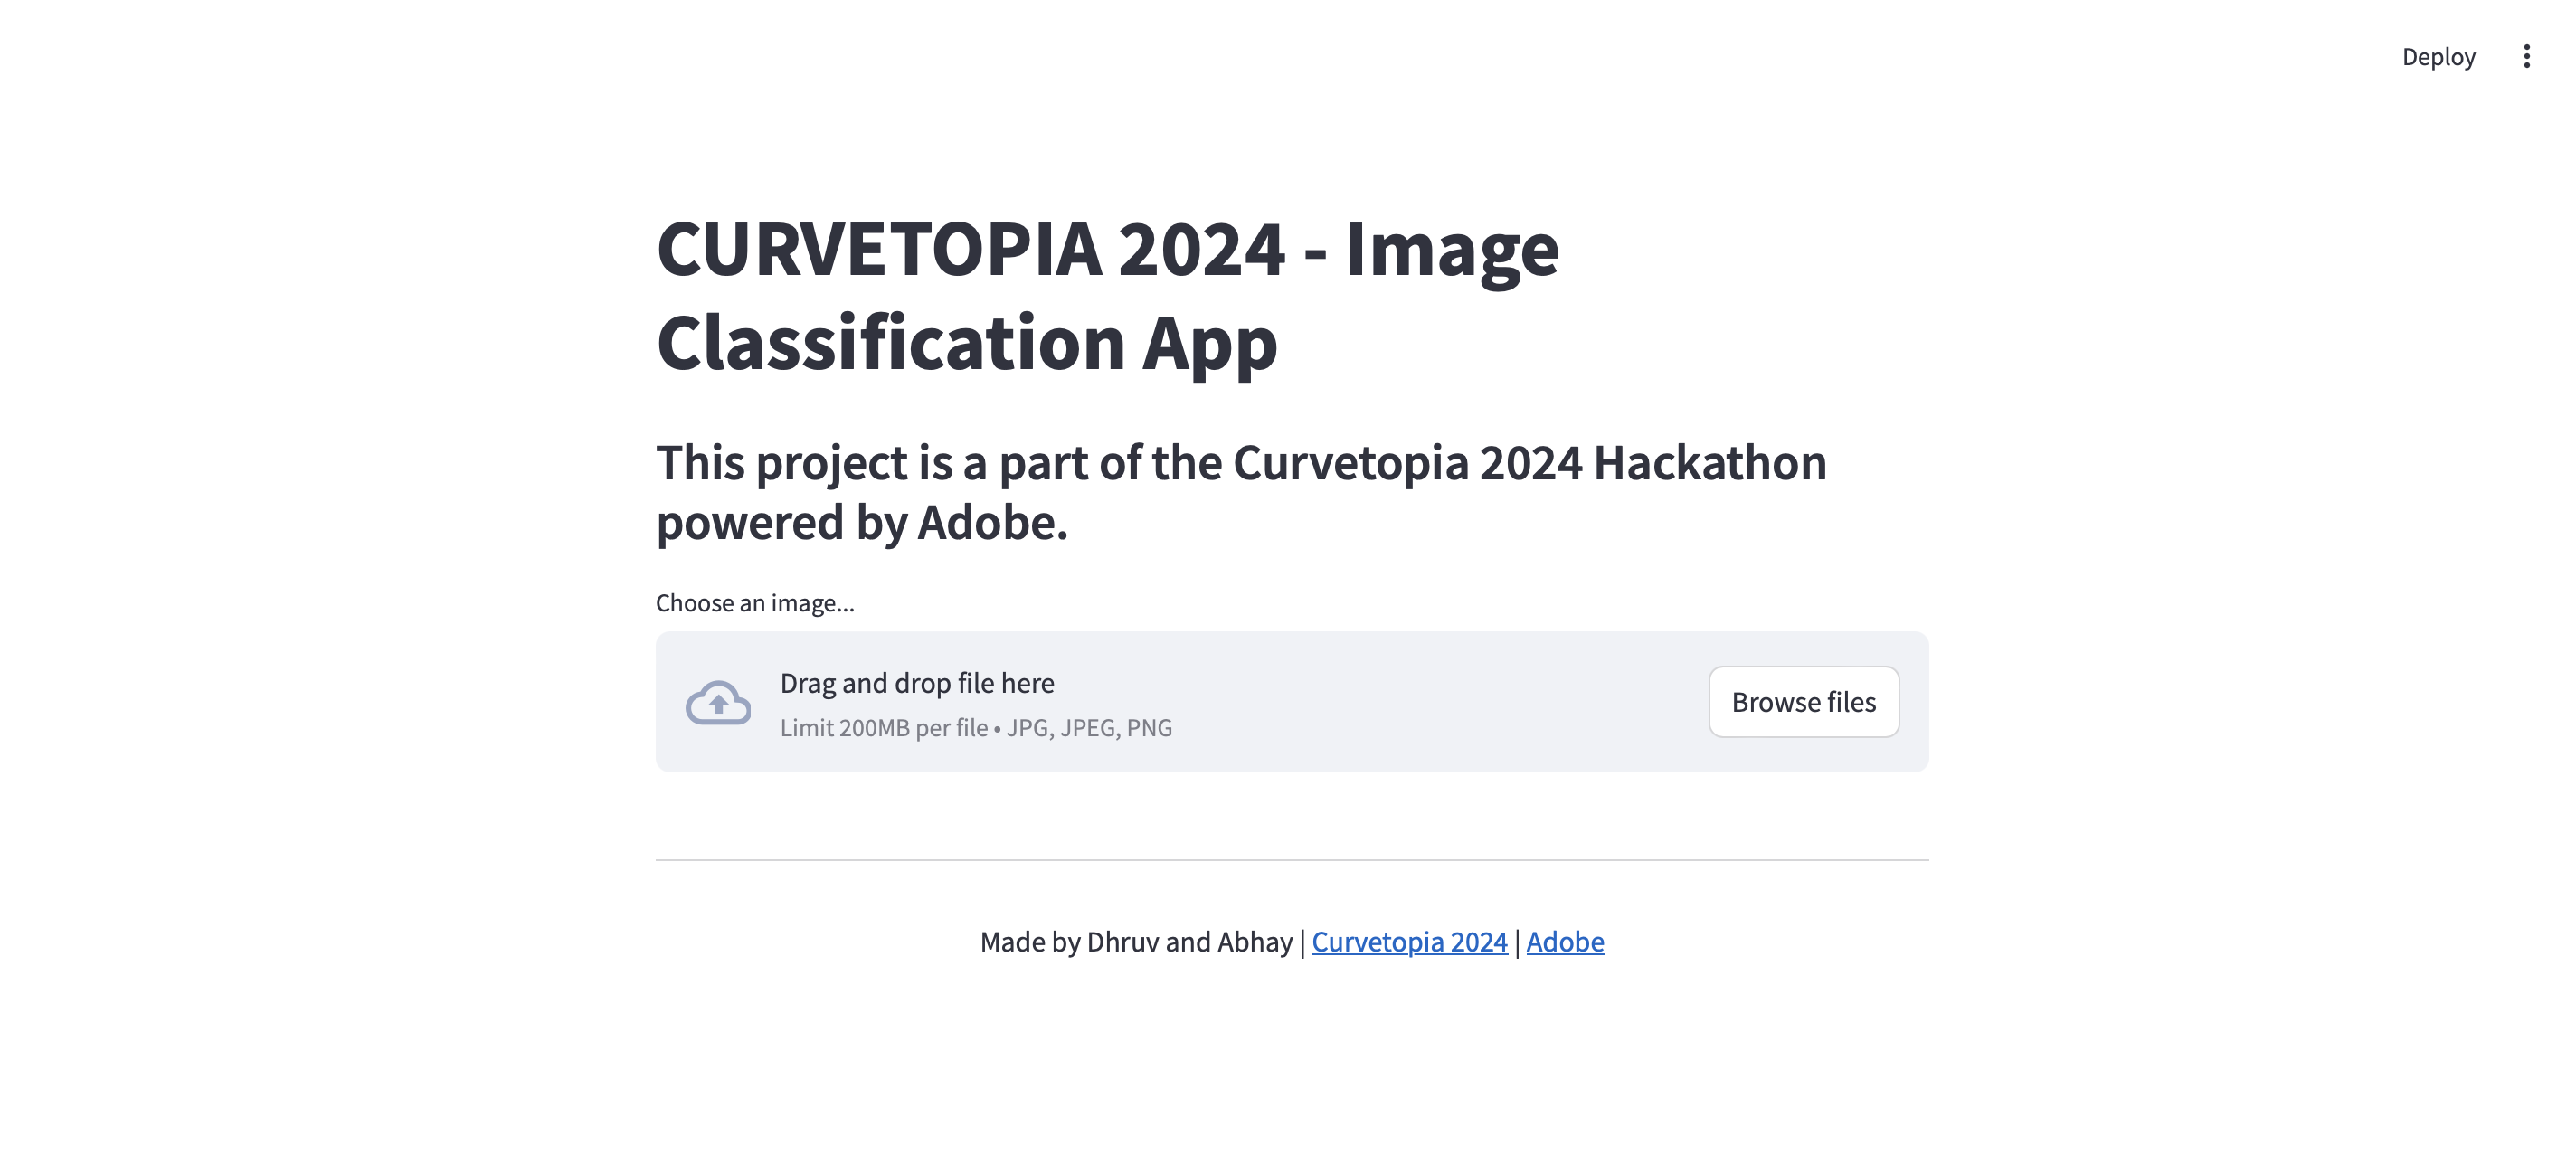 Deploy
CURVETOPIA 2024 - Image
Classification App
This project is a part of the Curvetopia 2024 Hackathon
powered by Adobe.
Choose an image...
Drag and drop file here
Limit 200MB per file • JPG, JPEG, PNG
Browse files
Made by Dhruv and Abhay | Curvetopia 2024 | Adobe